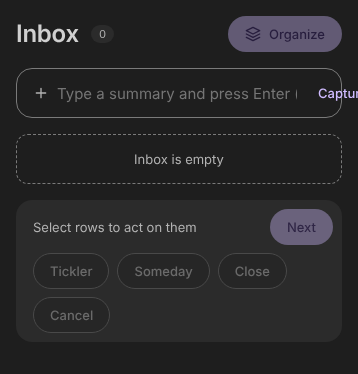 Inbox 0 Organize
+ Type a summary and press Enter ( Captur
Inbox is empty
Select rows to act on them Next
Tickler Someday Close
Cancel